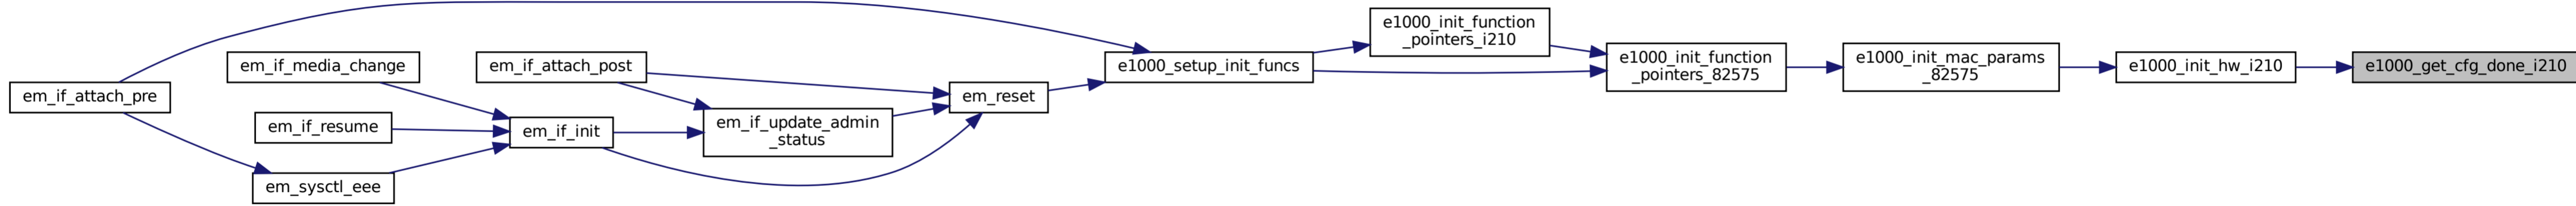 em_if_attach_pre
em_if_media_change
em_if_resume
em_sysctl_eee
em_if_attach_post
em_if_init
em_if_update_admin
_status
em_reset
e1000_setup_init_funcs
e1000_init_function
_pointers_i210
e1000_init_function
_pointers_82575
e1000_init_mac_params
_82575
e1000_init_hw_i210
e1000_get_cfg_done_i210